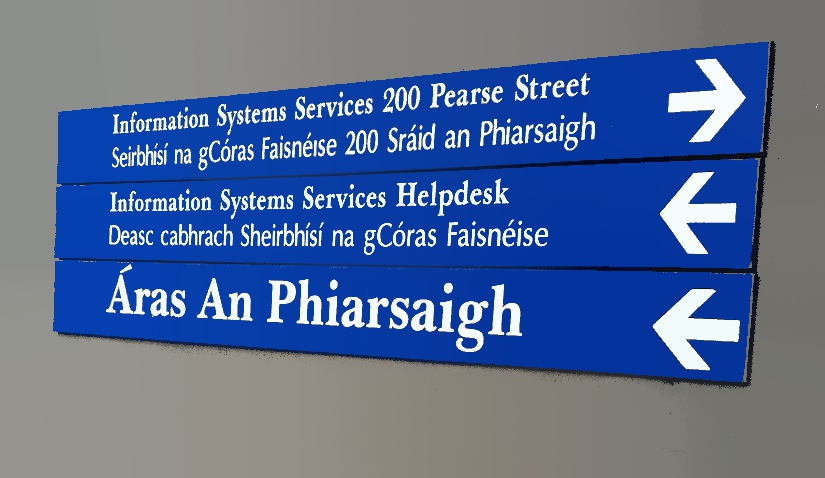 Information Systems Services 200 Pearse Street
Seirbhísí na gCóras Faisnéise 200 Sráid an Phiarsaigh
Information Systems Services Helpdesk
Deasc cabhrach Sheirbhísí na gCóras Faisnéise
Áras An Phiarsaigh